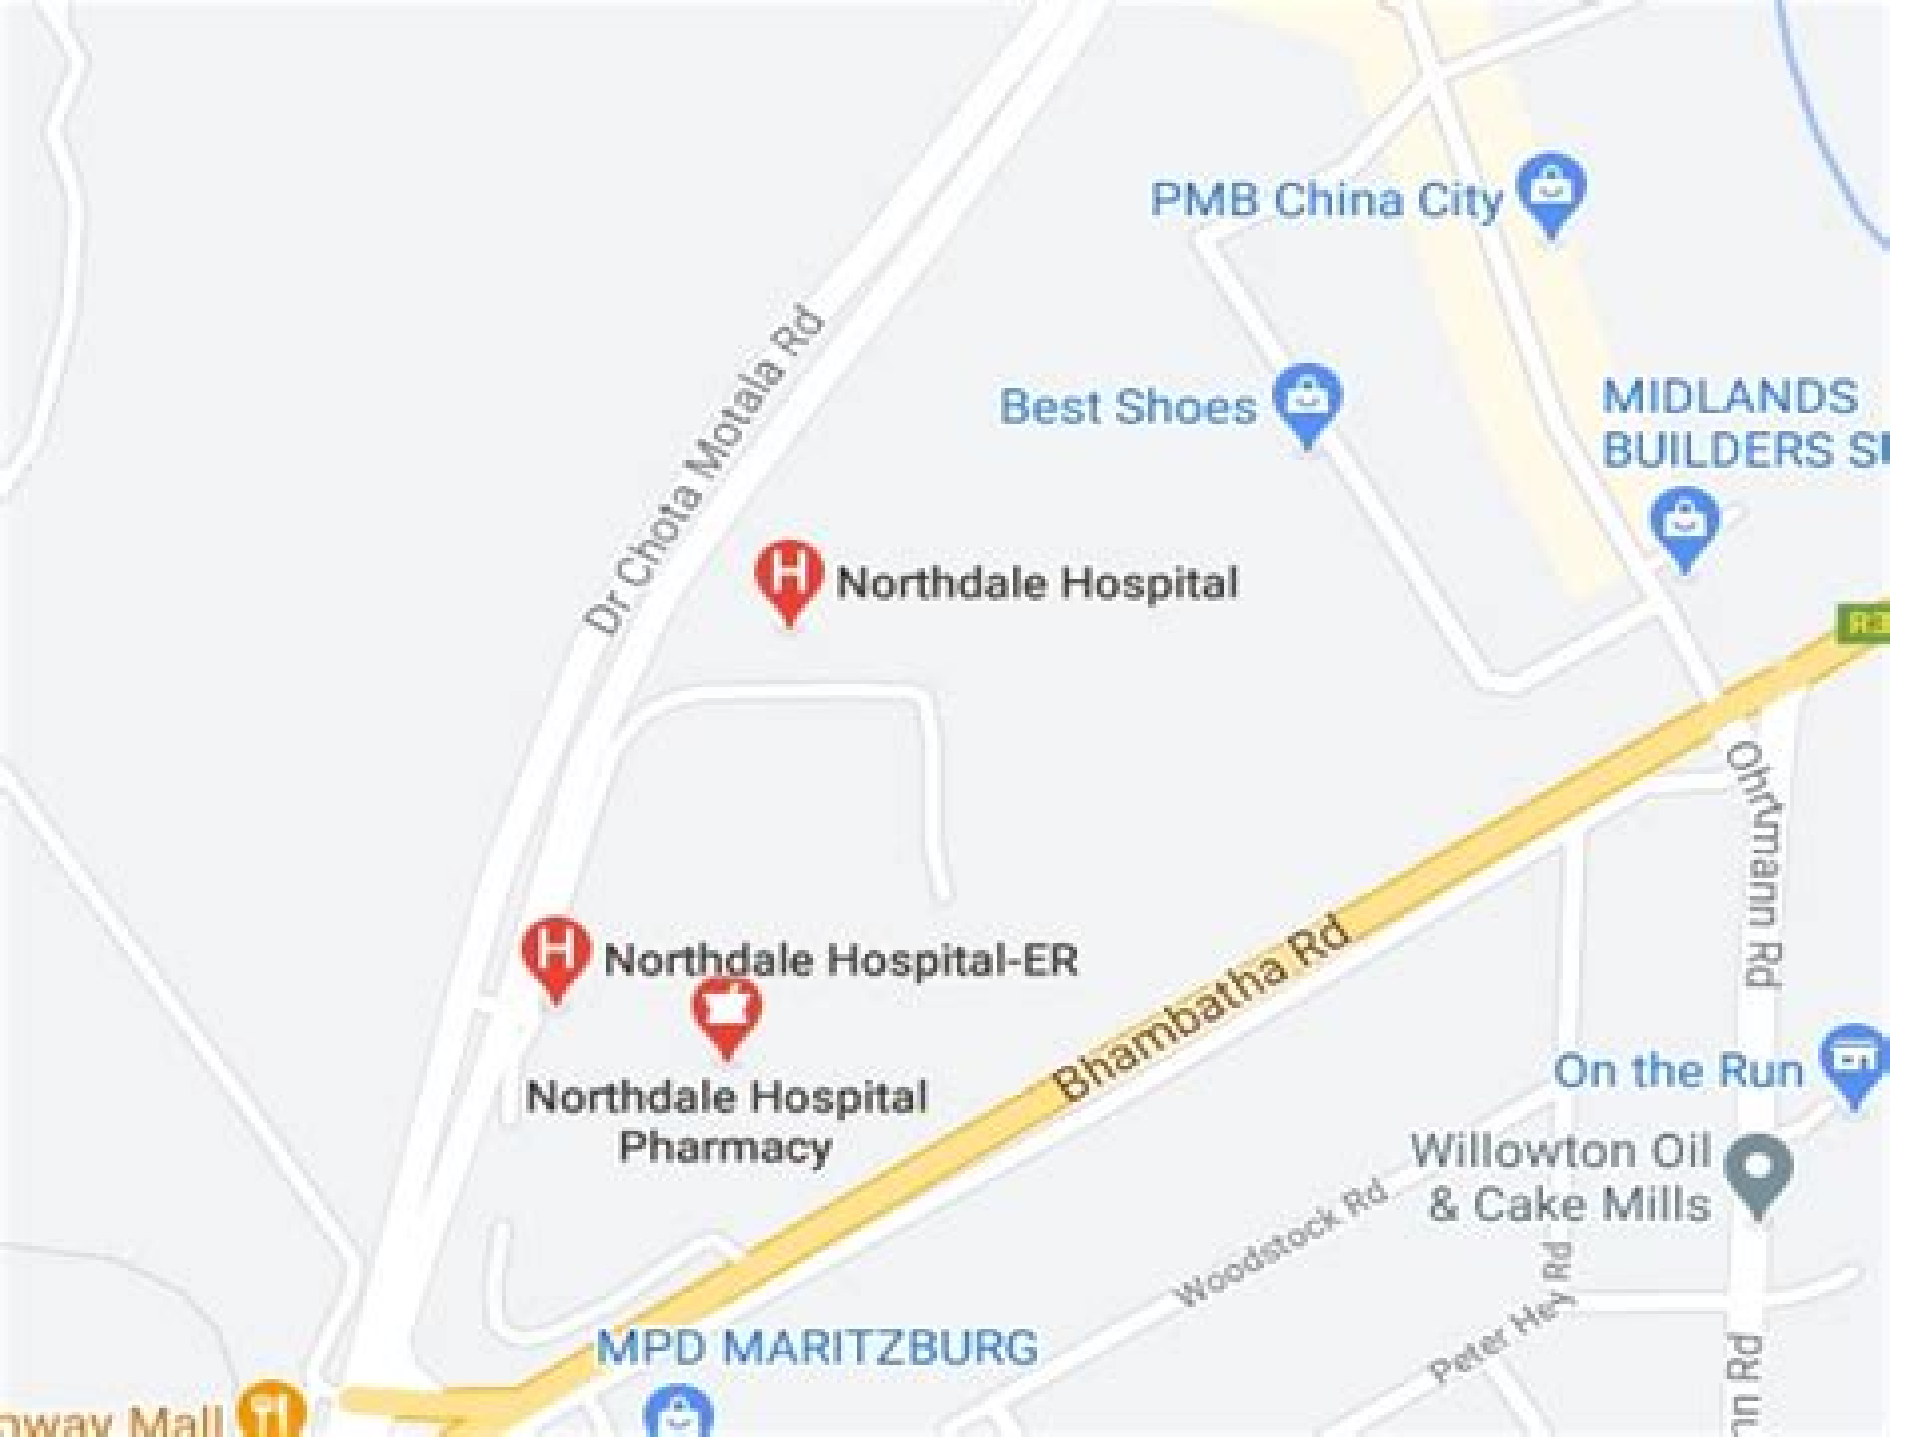 PMB China City
Dr Chota Motala Rd
Best Shoes
MIDLANDS
BUILDERS
H
Northdale Hospital
Ohrtmann Rd
H
Northdale Hospital-ER
Bhambatha Rd
Northdale Hospital
Pharmacy
On the Run
Willowton Oil
& Cake Mills
Woodstock Rd
Peter Hey Rd
MPD MARITZBURG
Rd
Mall